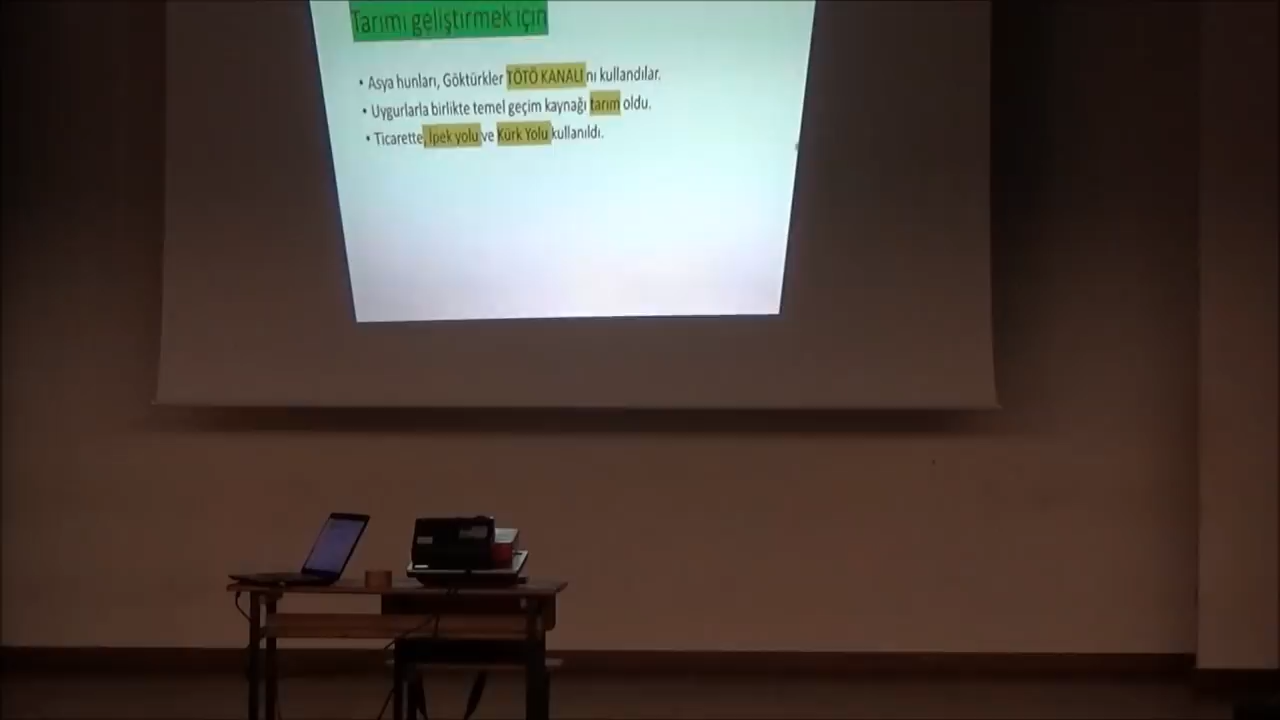 Tarımı geliştirmek için
• Asya hunları, Göktürkler TÖTÖ KANALI nı kullandılar.
• Uygurlarla birlikte temel geçim kaynağı tarım oldu.
• Ticarette, İpek yolu ve Kürk Yolu kullanıldı.